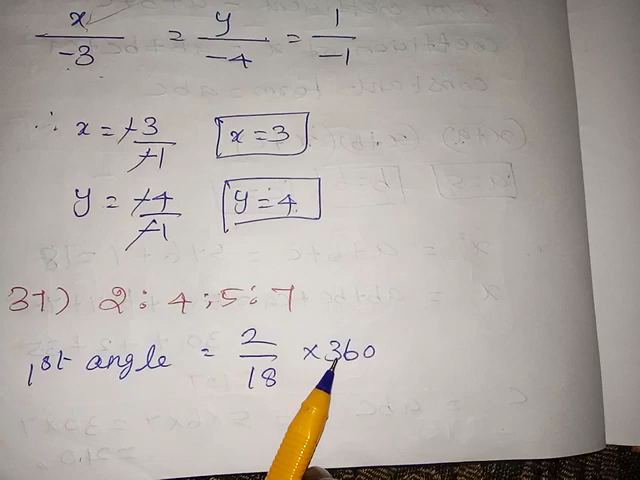 x/-3 = y/-4 = 1/-1
∴ x = -3/-1 x=3
y = -4/-1 y=4
37) 2:4:5:7
1st angle = 2/18 ×360